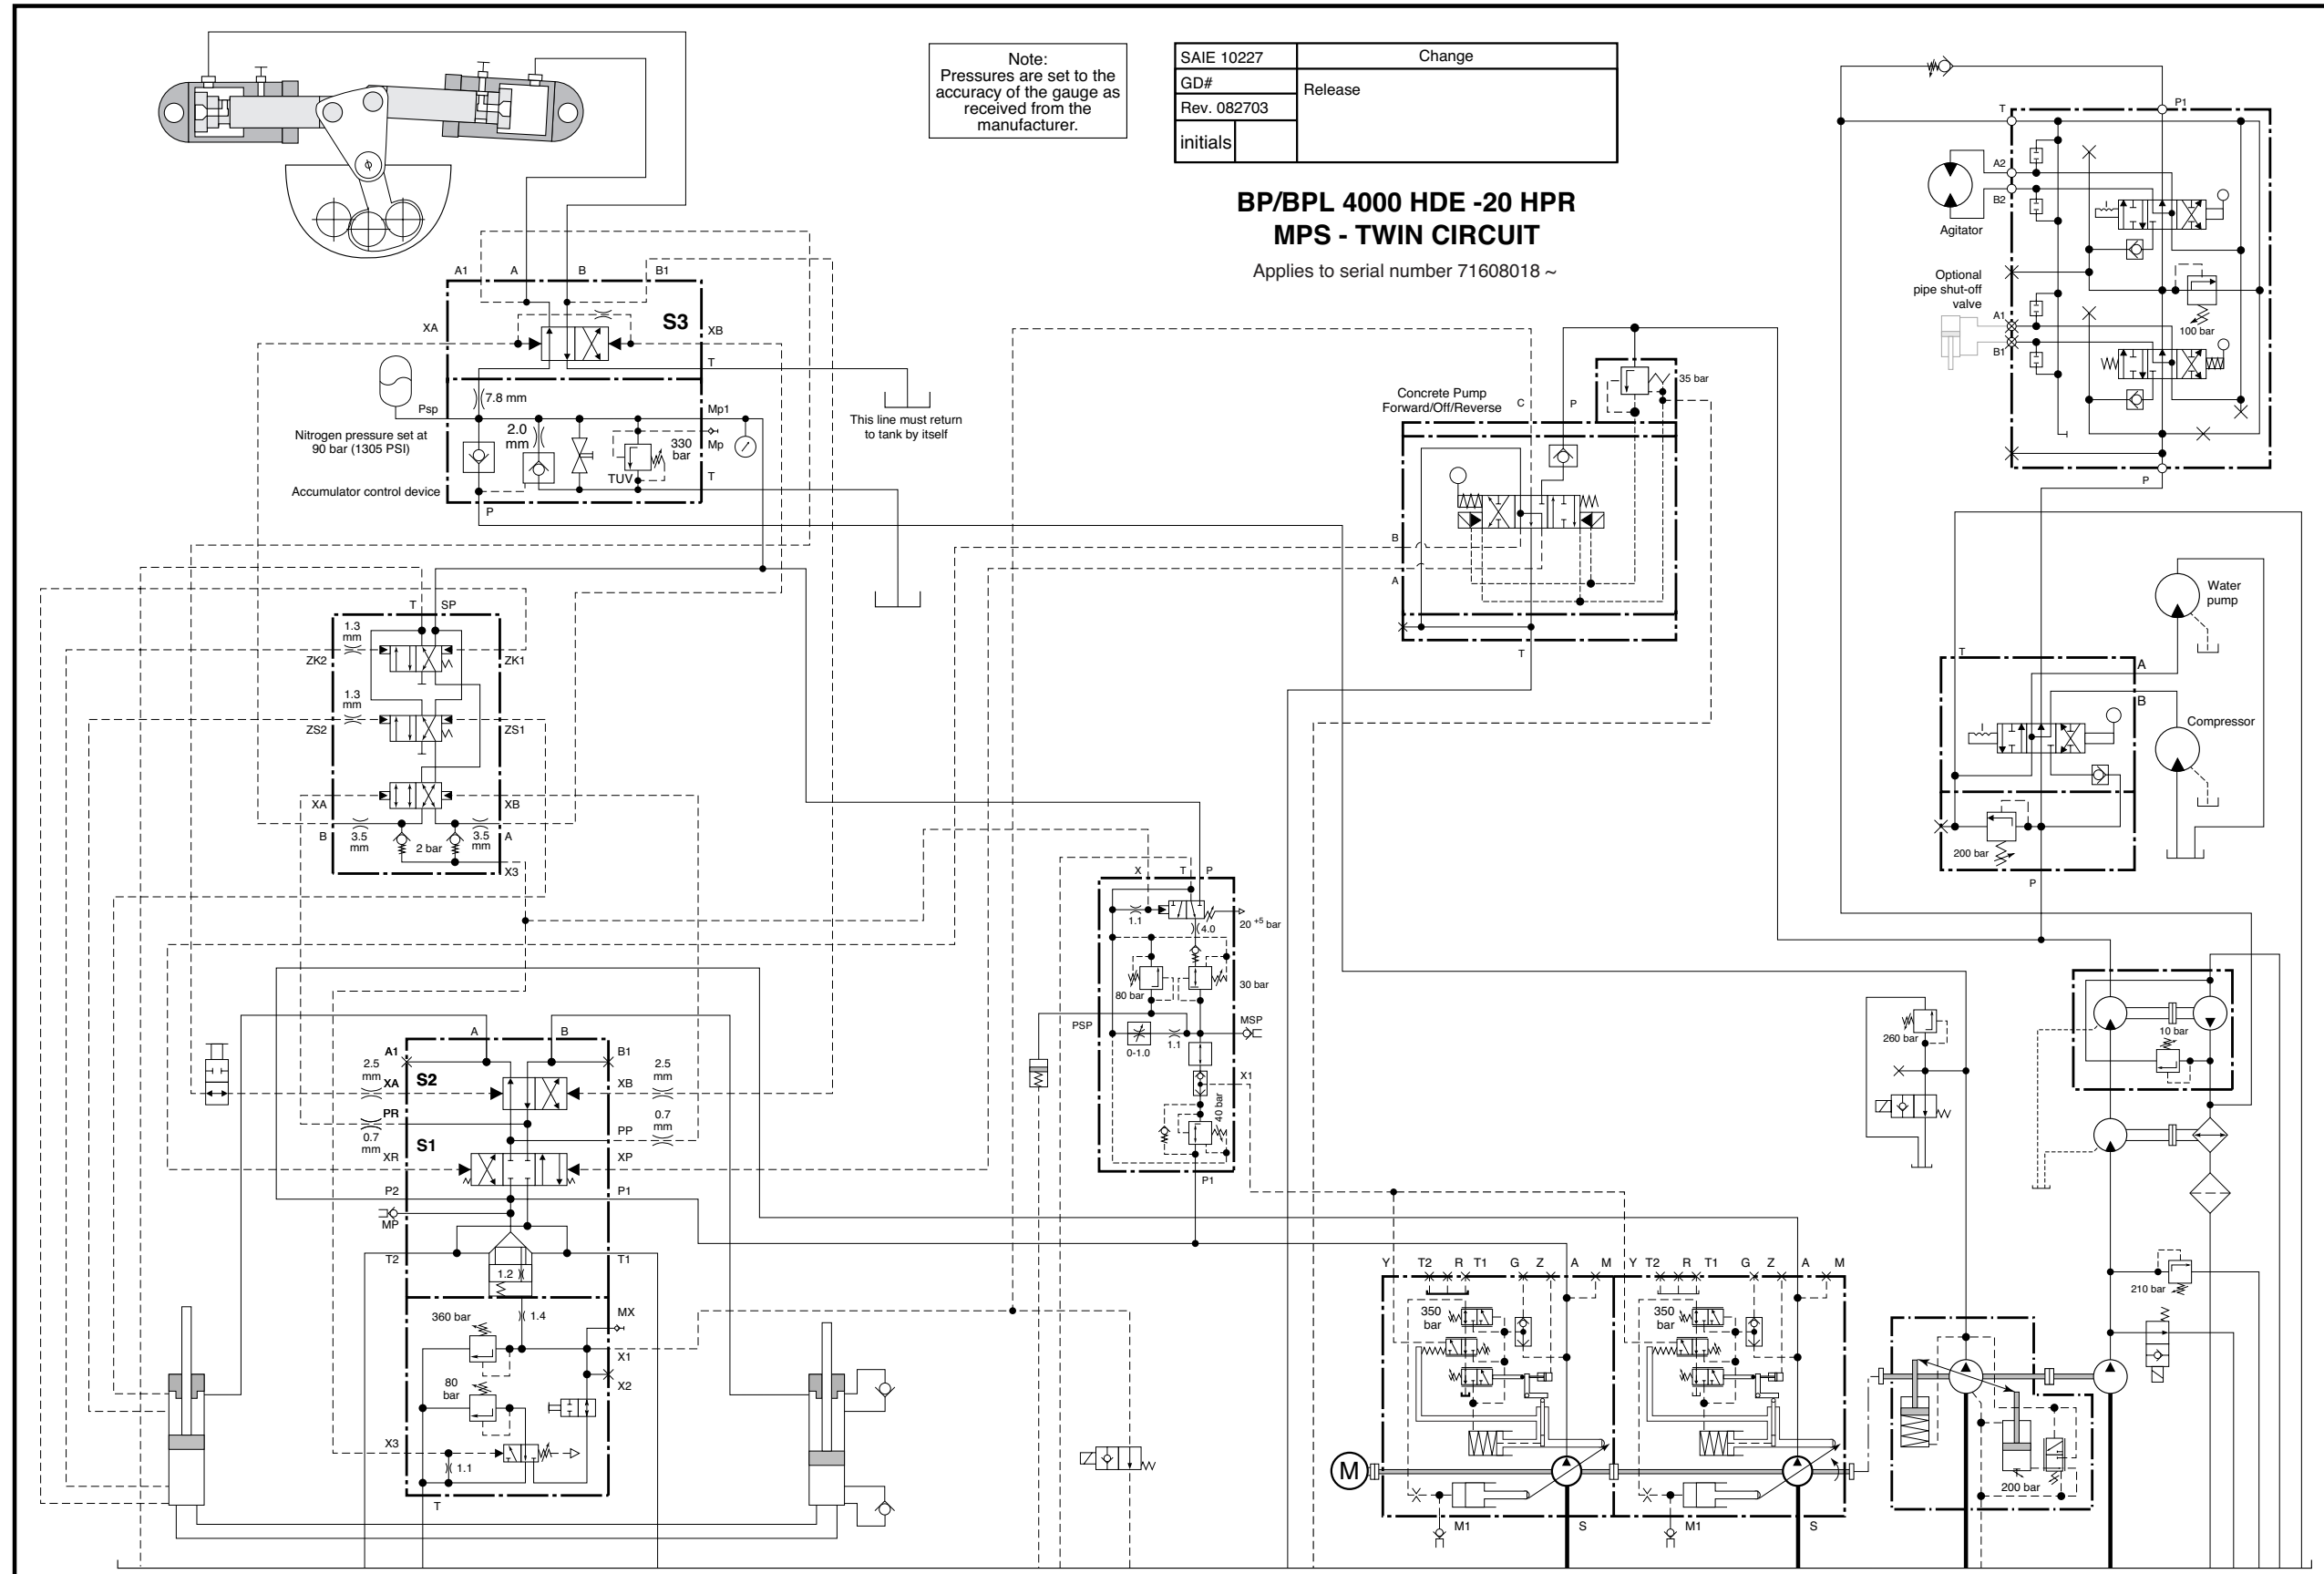 Note:
Pressures are set to the
accuracy of the gauge as
received from the
manufacturer.
SAIE 10227
Change
GD#
Release
Rev. 082703
initials
BP/BPL 4000 HDE -20 HPR
MPS - TWIN CIRCUIT
Applies to serial number 71608018 ~
A1
A
B
B1
S3
XA
XB
T
7.8 mm
Psp
Mp1
Nitrogen pressure set at
90 bar (1305 PSI)
2.0
mm
330
bar
Mp
TUV
T
Accumulator control device
P
This line must return
to tank by itself
Concrete Pump
Forward/Off/Reverse
C
P
35 bar
B
A
T
T
P1
A2
B2
Agitator
Optional
pipe shut-off
valve
A1
B1
100 bar
P
Water
pump
T
A
B
Compressor
200 bar
P
T
SP
1.3
mm
ZK2
ZK1
1.3
mm
ZS2
ZS1
XA
XB
B
3.5
mm
2 bar
3.5
mm
A
X3
X
T
P
1.1
4.0
20 +5 bar
80 bar
30 bar
PSP
MSP
0-1.0
1.1
X1
40 bar
P1
260 bar
10 bar
210 bar
A
B
A1
B1
2.5
mm
S2
2.5
mm
XA
XB
PR
PP
0.7
mm
0.7
mm
S1
XR
XP
P2
P1
MP
T2
T1
1.2
360 bar
1.4
MX
X1
80
bar
X2
X3
1.1
T
Y
T2
R
T1
G
Z
A
M
Y
T2
R
T1
G
Z
A
M
350
bar
350
bar
M
M1
S
M1
S
200 bar